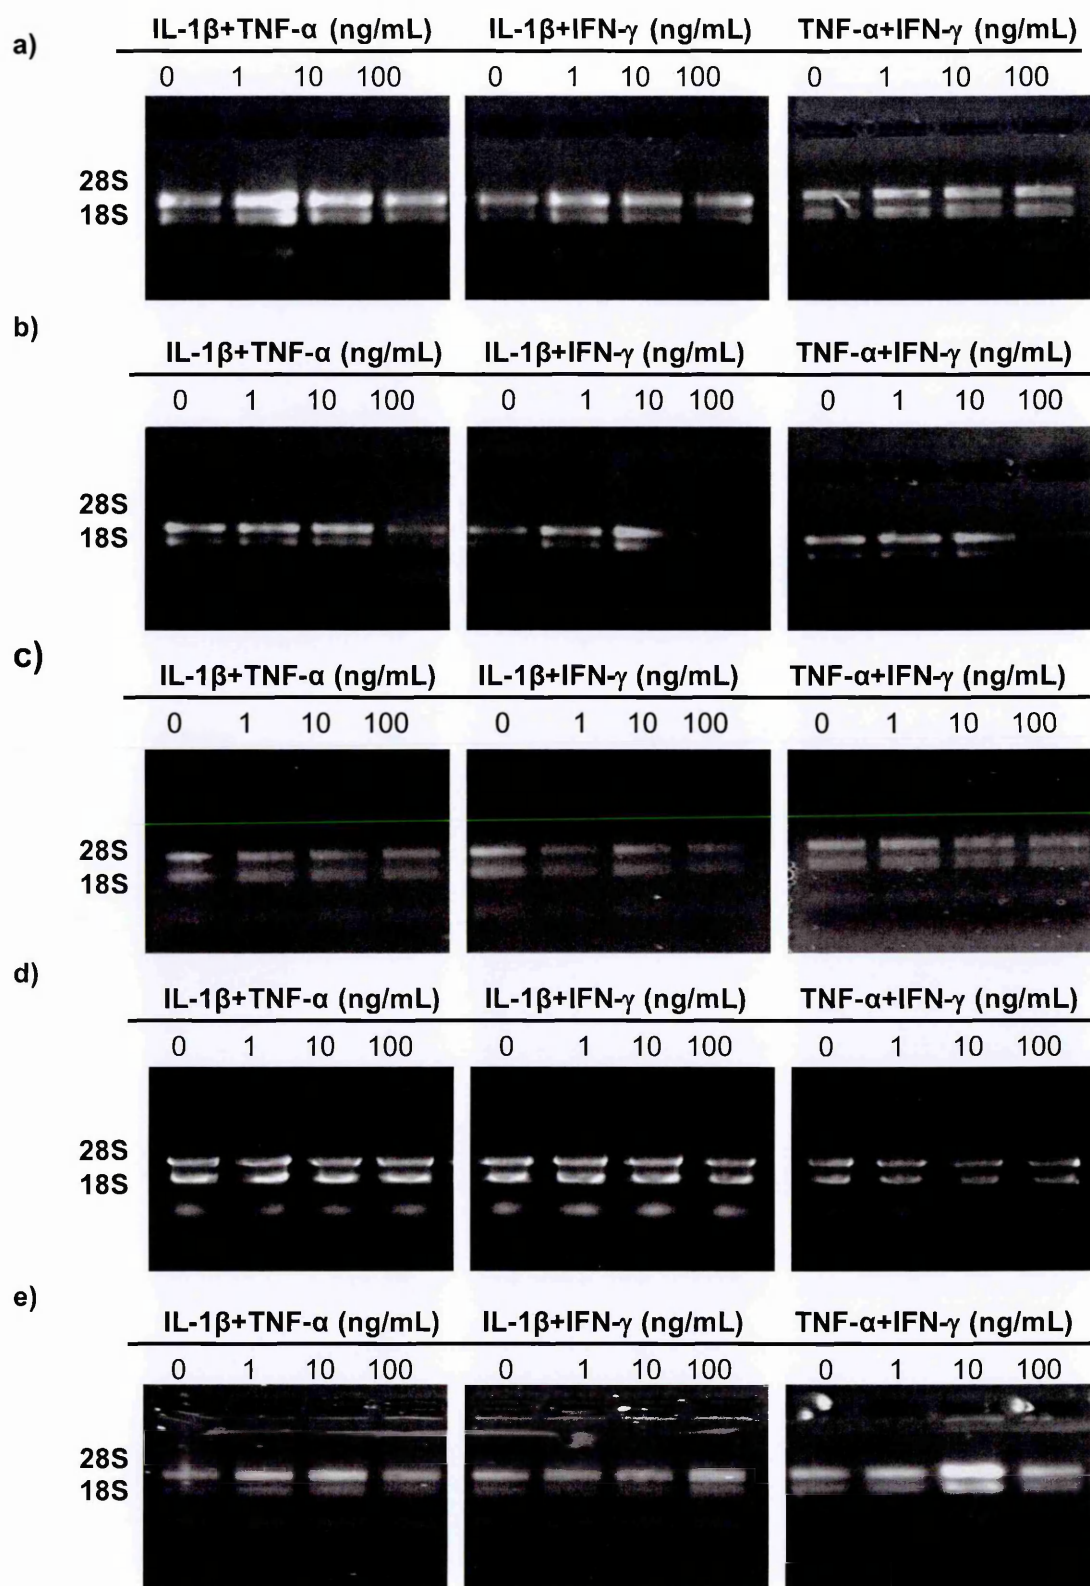 a)
IL-1β+TNF-α (ng/mL) IL-1β+IFN-γ (ng/mL) TNF-α+IFN-γ (ng/mL)
0 1 10 100 0 1 10 100 0 1 10 100
28S
18S
b)
IL-1β+TNF-α (ng/mL) IL-1β+IFN-γ (ng/mL) TNF-α+IFN-γ (ng/mL)
0 1 10 100 0 1 10 100 0 1 10 100
28S
18S
c)
IL-1β+TNF-α (ng/mL) IL-1β+IFN-γ (ng/mL) TNF-α+IFN-γ (ng/mL)
0 1 10 100 0 1 10 100 0 1 10 100
28S
18S
d)
IL-1β+TNF-α (ng/mL) IL-1β+IFN-γ (ng/mL) TNF-α+IFN-γ (ng/mL)
0 1 10 100 0 1 10 100 0 1 10 100
28S
18S
e)
IL-1β+TNF-α (ng/mL) IL-1β+IFN-γ (ng/mL) TNF-α+IFN-γ (ng/mL)
0 1 10 100 0 1 10 100 0 1 10 100
28S
18S